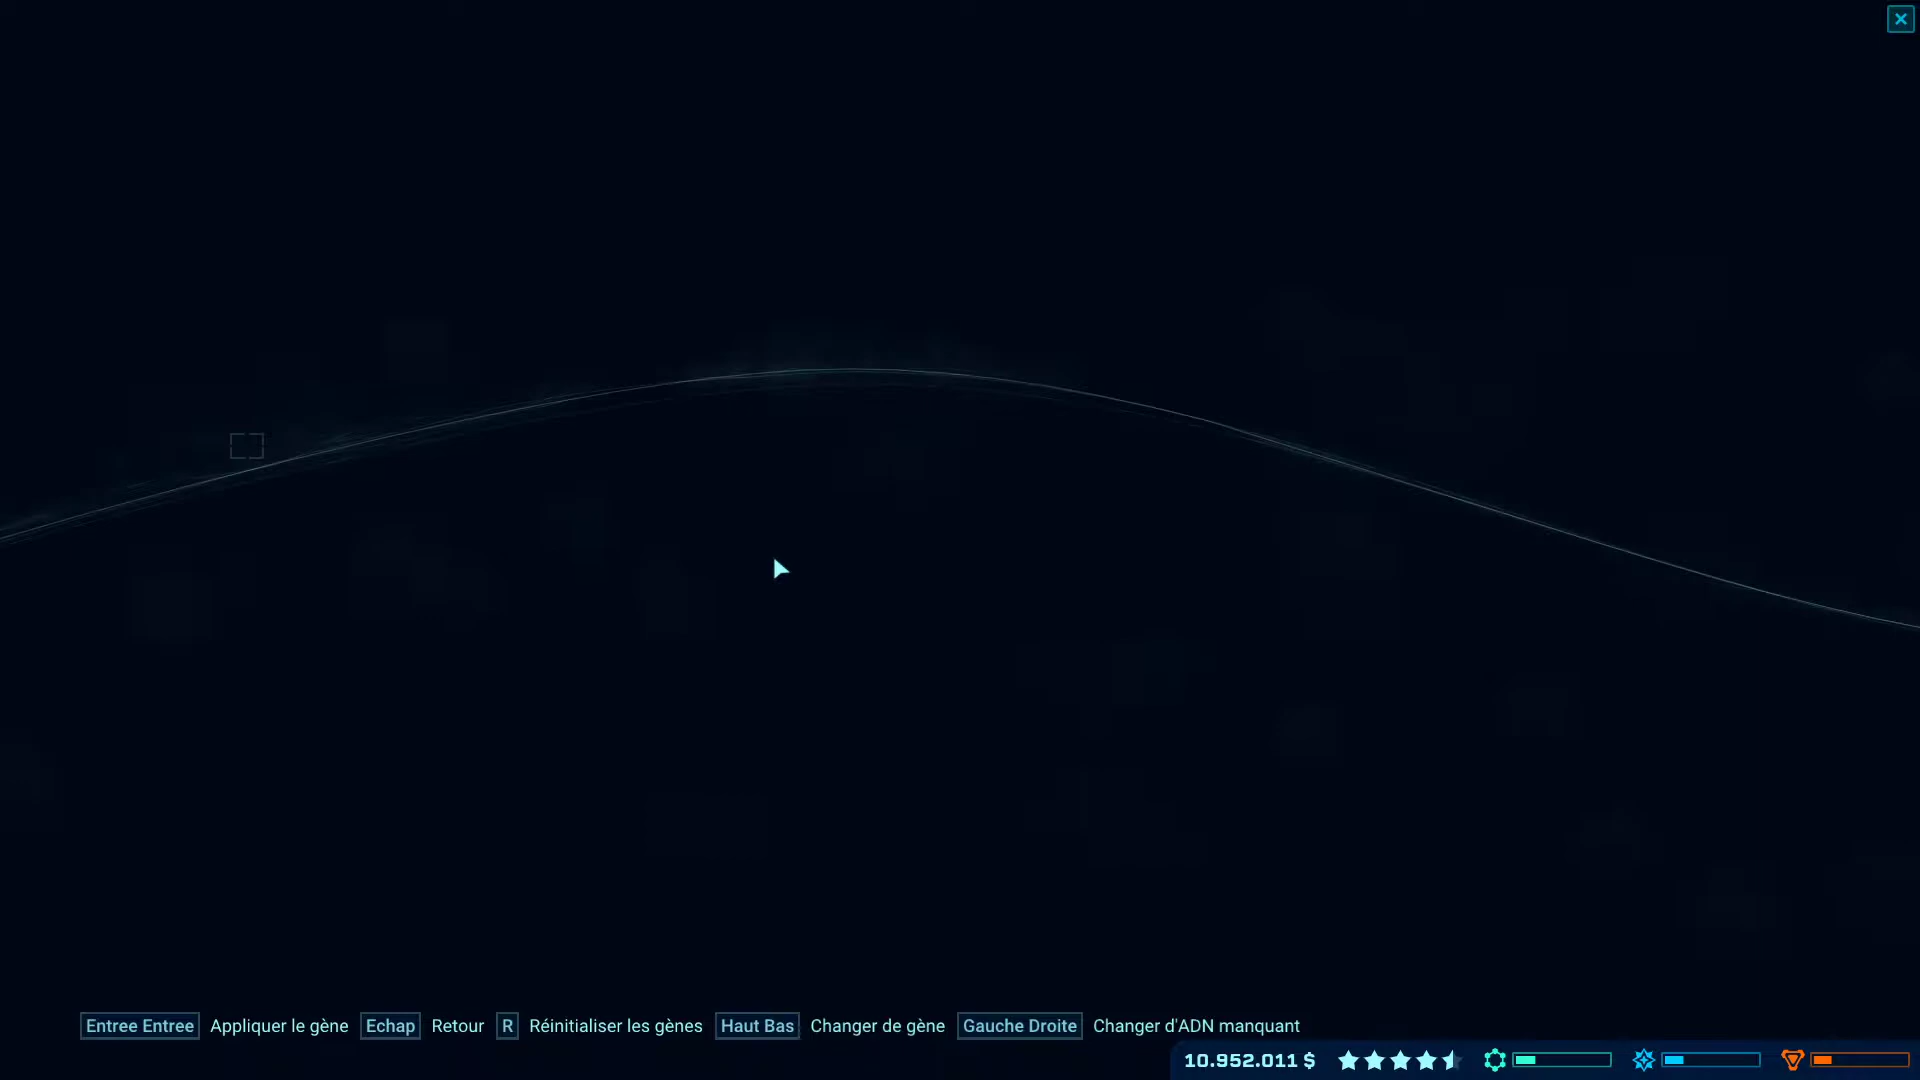 Entree Entree Appliquer le gène Echap Retour R Réinitialiser les gènes Haut Bas Changer de gène Gauche Droite Changer d'ADN manquant
10.952.011 $